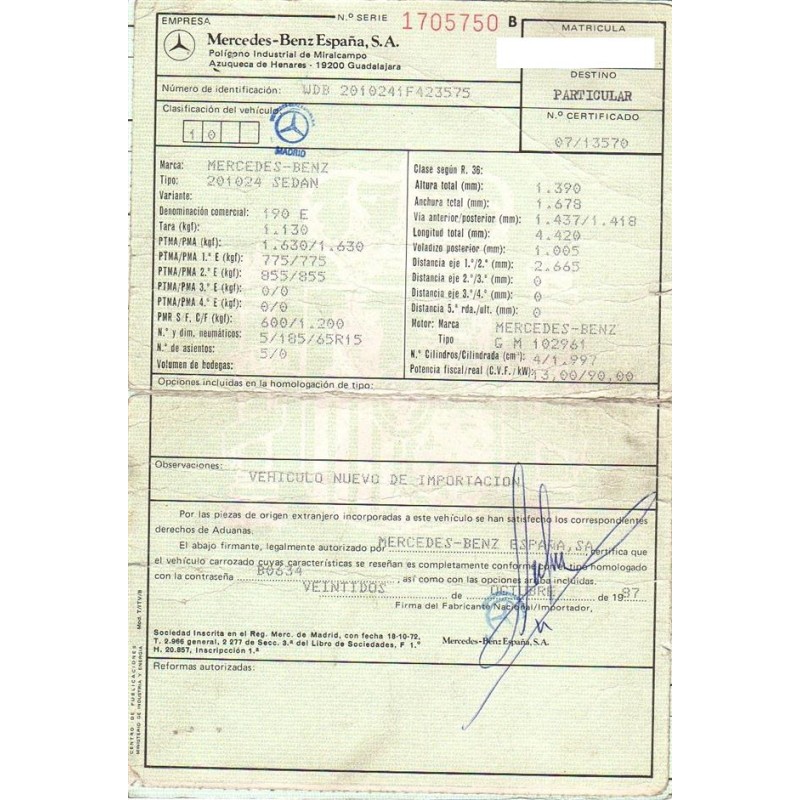 EMPRESA
N.º SERIE 1705750 B
MATRICULA
Mercedes-Benz España, S.A.
Polígono Industrial de Miralcampo
Azuqueca de Henares - 19200 Guadalajara
DESTINO
PARTICULAR
Número de identificación: WDB 2010241F423575
N.º CERTIFICADO
07/13570
Clasificación del vehículo
10
MADRID
Marca: MERCEDES-BENZ
Tipo: 201024 SEDAN
Variante:
Denominación comercial: 190 E
Tara (kgf): 1.130
PTMA/PMA (kgf): 1.630/1.630
PTMA/PMA 1.º E (kgf): 775/775
PTMA/PMA 2.º E (kgf): 855/855
PTMA/PMA 3.º E (kgf): 0/0
PTMA/PMA 4.º E (kgf): 0/0
PMR S/F, C/F (kgf): 600/1.200
N.º y dim. neumáticos: 5/185/65R15
N.º de asientos: 5/0
Volumen de bodegas:
Clase según R. 36:
Altura total (mm): 1.390
Anchura total (mm): 1.678
Vía anterior/posterior (mm): 1.437/1.418
Longitud total (mm): 4.420
Voladizo posterior (mm): 1.005
Distancia eje 1.º/2.º (mm): 2.665
Distancia eje 2.º/3.º (mm): 0
Distancia eje 3.º/4.º (mm): 0
Distancia 5.ª rda./ult. (mm): 0
Motor: Marca MERCEDES-BENZ
Tipo G M 102961
N.º Cilindros/Cilindrada (cm³) 4/1.997
Potencia fiscal/real (C.V.F. / kW) 13,00/90,00
Opciones incluidas en la homologación de tipo:
Observaciones: VEHICULO NUEVO DE IMPORTACION
Por las piezas de origen extranjero incorporadas a este vehículo se han satisfecho los correspondientes
derechos de Aduanas.
El abajo firmante, legalmente autorizado por MERCEDES-BENZ ESPAÑA,SA certifica que
el vehículo carrozado cuyas características se reseñan es completamente conforme al tipo homologado
con la contraseña B0634, así como con las opciones arriba incluidas.
VEINTIDOS de OCTUBRE de 1987
Firma del Fabricante Nacional/Importador,
Mercedes-Benz España, S.A.
Sociedad Inscrita en el Reg. Merc. de Madrid, con fecha 18-10-72,
T. 2.966 general, 2 277 de Secc. 3.ª del Libro de Sociedades, F 1.º
H. 20.857, Inscripcción 1.ª
Reformas autorizadas:
CENTRO DE PUBLICACIONES
MINISTERIO DE INDUSTRIA Y ENERGIA
Mod. T/ITV/B